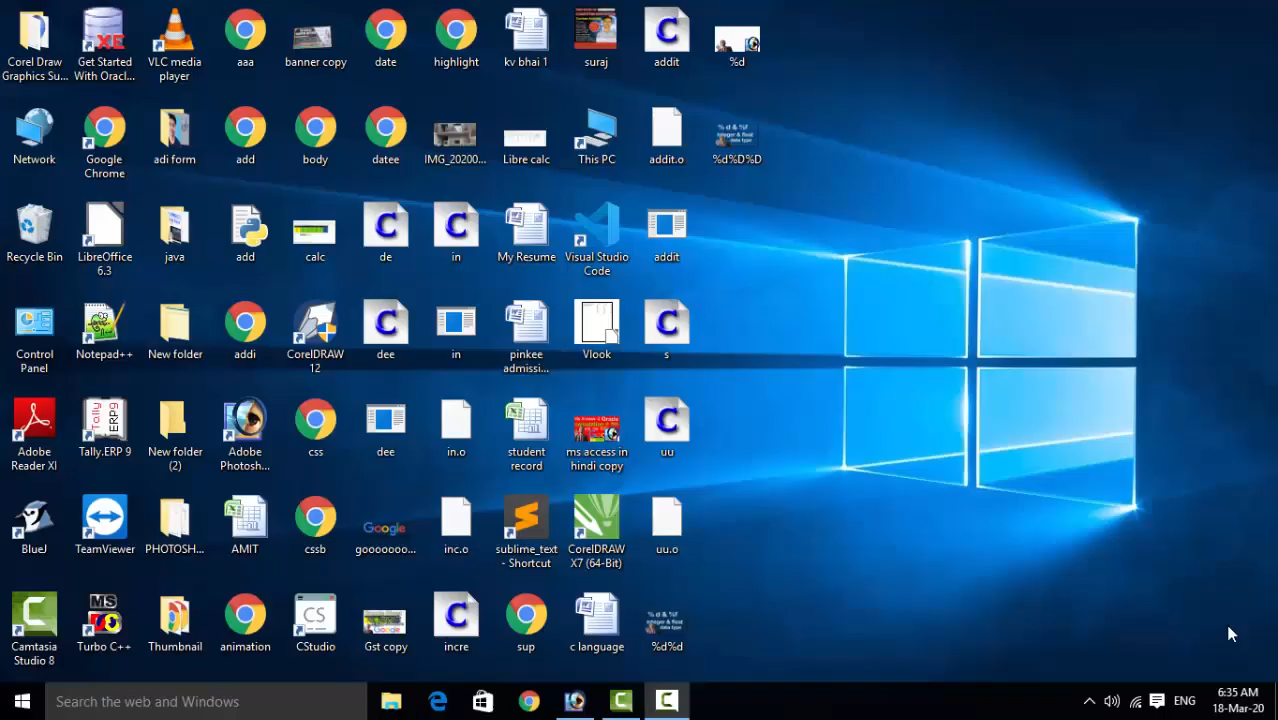 Corel Draw
Graphics Su...
Get Started
With Oracl...
VLC media
player
aaa
banner copy
date
highlight
kv bhai 1
suraj
addit
%d
Network
Google
Chrome
adi form
add
body
datee
IMG_20200...
Libre calc
This PC
addit.o
%d%D%D
Recycle Bin
LibreOffice
6.3
java
add
calc
de
in
My Resume
Visual Studio
Code
addit
Control
Panel
Notepad++
New folder
addi
CorelDRAW
12
dee
in
pinkee
admissi...
Vlook
s
Adobe
Reader XI
Tally.ERP 9
New folder
(2)
Adobe
Photosh...
css
dee
in.o
student
record
ms access in
hindi copy
uu
BlueJ
TeamViewer
PHOTOSH...
AMIT
cssb
Google
gooooooo...
inc.o
sublime_text
- Shortcut
CorelDRAW
X7 (64-Bit)
uu.o
Camtasia
Studio 8
Turbo C++
Thumbnail
animation
CStudio
Gst copy
incre
sup
c language
%d%d
Search the web and Windows
ENG
6:35 AM
18-Mar-20